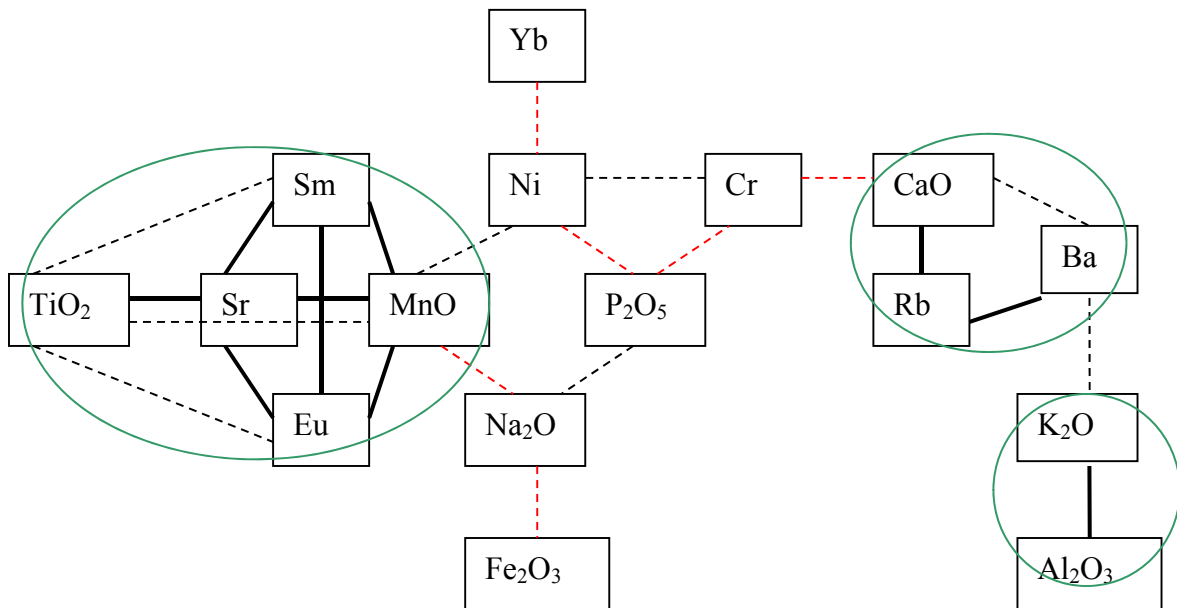 Yb
Sm
Ni
Cr
CaO
Ba
TiO₂
Sr
MnO
P₂O₅
Rb
Eu
Na₂O
K₂O
Fe₂O₃
Al₂O₃